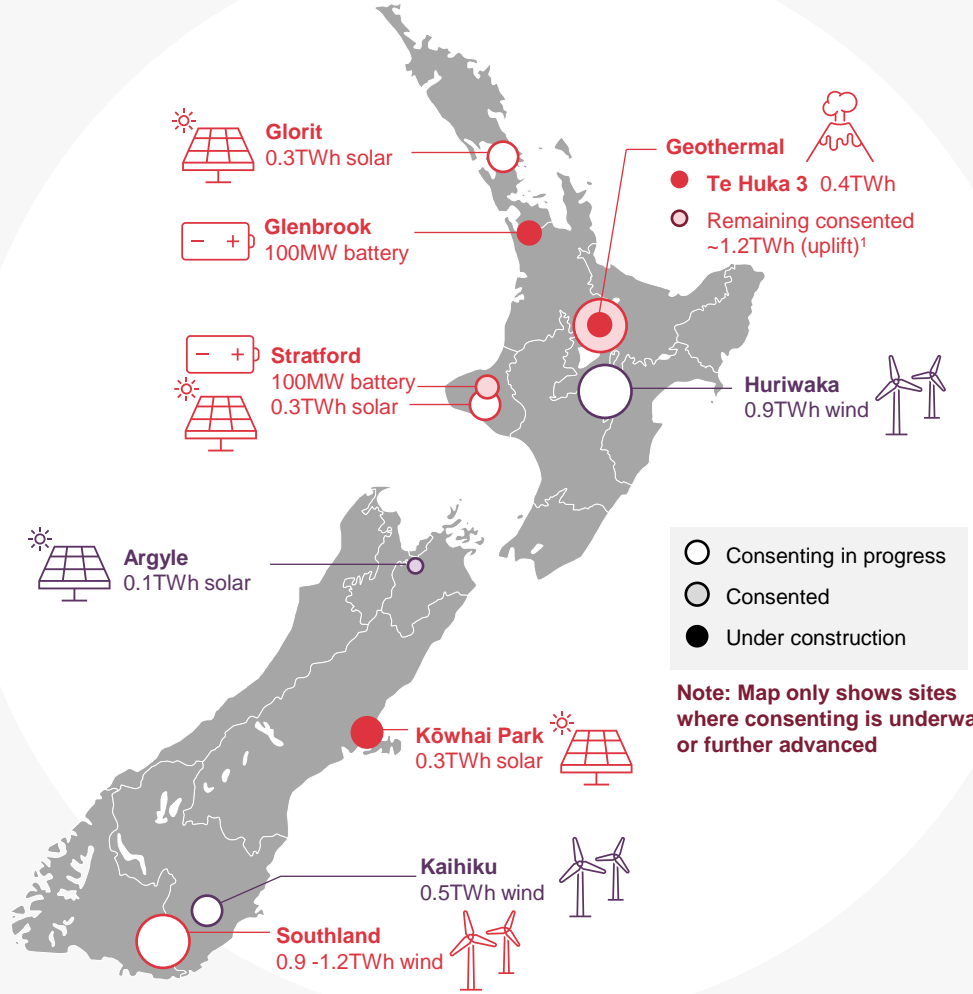 Glorit
0.3TWh solar
Glenbrook
100MW battery
Geothermal
Te Huka 3 0.4TWh
Remaining consented
~1.2TWh (uplift)¹
Stratford
100MW battery
0.3TWh solar
Huriwaka
0.9TWh wind
Argyle
0.1TWh solar
Consenting in progress
Consented
Under construction
Note: Map only shows sites
where consenting is underwa
or further advanced
Kōwhai Park
0.3TWh solar
Kaihiku
0.5TWh wind
Southland
0.9 -1.2TWh wind